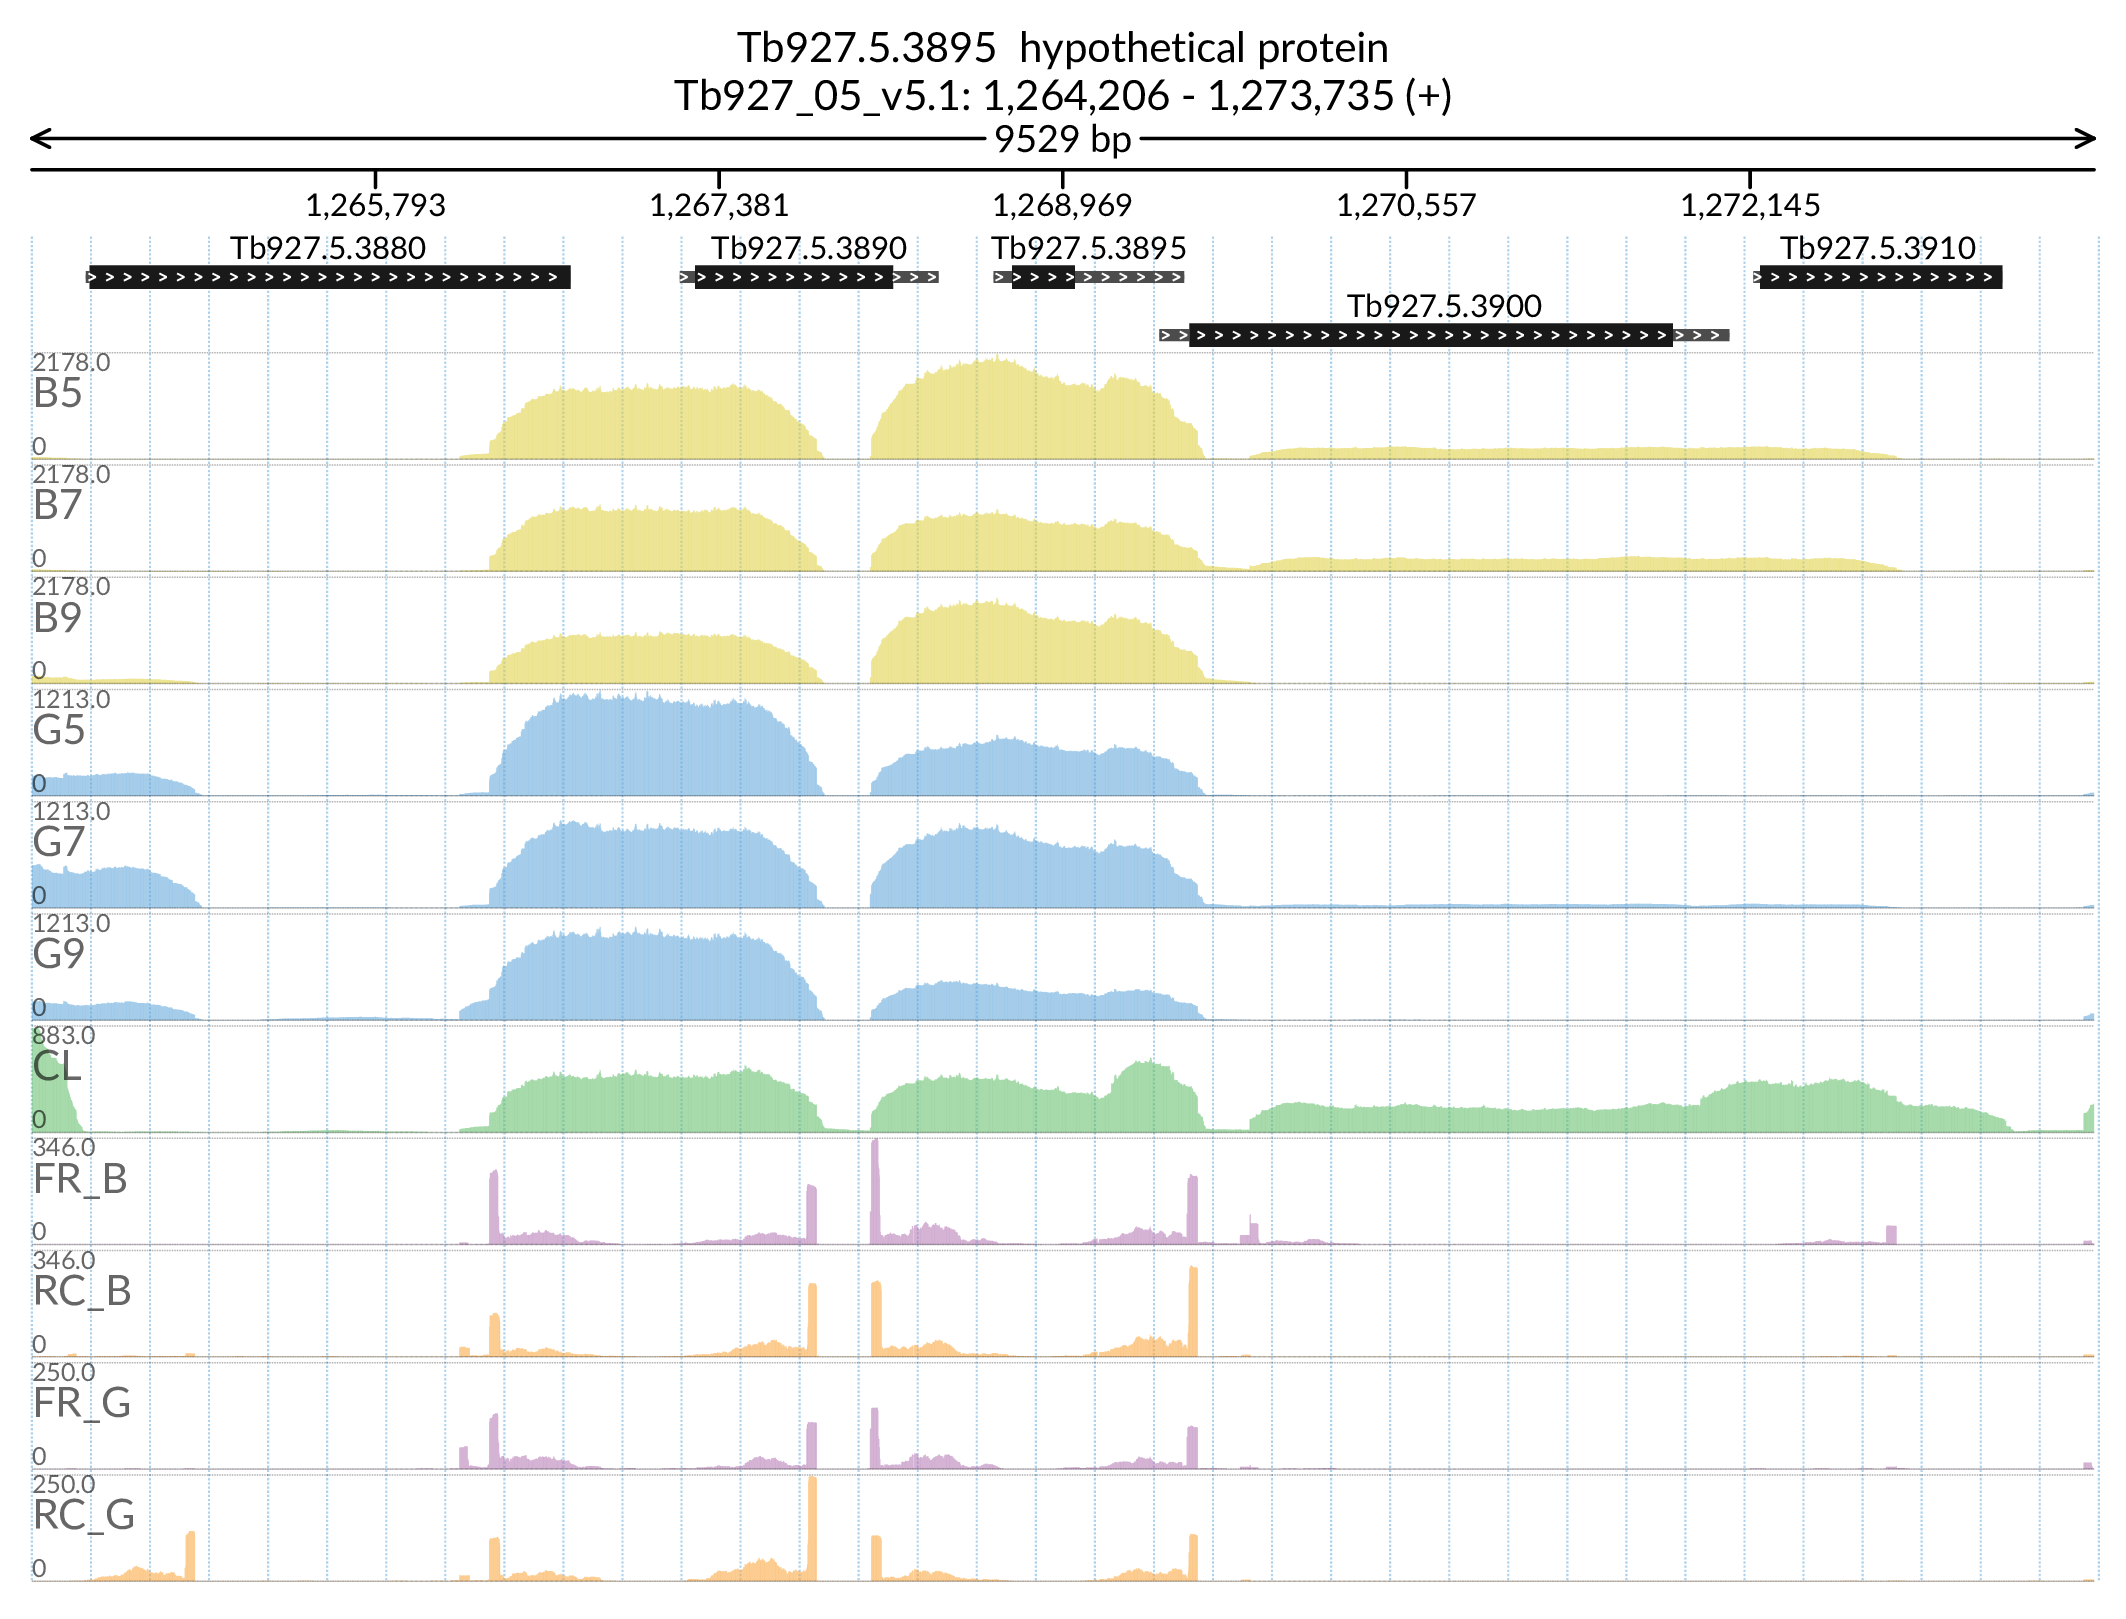 Tb927.5.3895 hypothetical protein
Tb927_05_v5.1: 1,264,206 - 1,273,735 (+)
9529 bp
1,265,793 1,267,381 1,268,969 1,270,557 1,272,145
Tb927.5.3880 Tb927.5.3890 Tb927.5.3895 Tb927.5.3910
Tb927.5.3900
2178.0
B5
0
2178.0
B7
0
2178.0
B9
0
1213.0
G5
0
1213.0
G7
0
1213.0
G9
0
883.0
CL
0
346.0
FR_B
0
346.0
RC_B
0
250.0
FR_G
0
250.0
RC_G
0